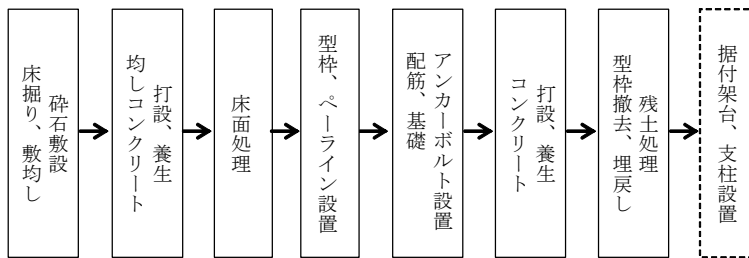 床掘り、敷均し
砕石敷設
均しコンクリート
打設、養生
床面処理
型枠、ペーライン設置
配筋、基礎
アンカーボルト設置
コンクリート
打設、養生
型枠撤去、埋戻し
残土処理
据付架台、支柱設置